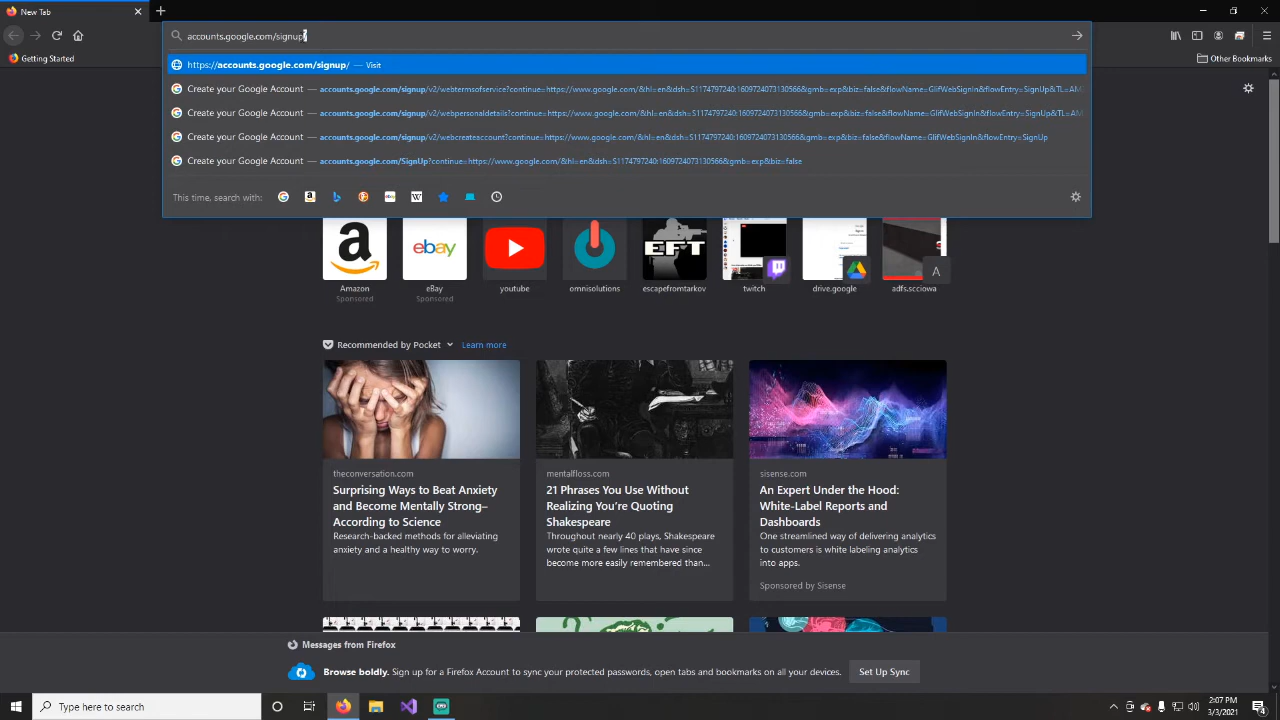 New Tab
accounts.google.com/signup/
https://accounts.google.com/signup/ — Visit
Create your Google Account — accounts.google.com/signup/v2/webtermsofservice?continue=https://www.google.com/&hl=en&dsh=S1174797240:1609724073130566&gmb=exp&biz=false&flowName=GlifWebSignIn&flowEntry=SignUp&TL=AM
Create your Google Account — accounts.google.com/signup/v2/webpersonaldetails?continue=https://www.google.com/&hl=en&dsh=S1174797240:1609724073130566&gmb=exp&biz=false&flowName=GlifWebSignIn&flowEntry=SignUp&TL=AM
Create your Google Account — accounts.google.com/signup/v2/webcreateaccount?continue=https://www.google.com/&hl=en&dsh=S1174797240:1609724073130566&gmb=exp&biz=false&flowName=GlifWebSignIn&flowEntry=SignUp
Create your Google Account — accounts.google.com/SignUp?continue=https://www.google.com/&hl=en&dsh=S1174797240:1609724073130566&gmb=exp&biz=false
This time, search with:
Getting Started
Other Bookmarks
ebay
EFT
A
Amazon eBay youtube omnisolutions escapefromtarkov twitch drive.google adfs.scciowa
Sponsored Sponsored
Recommended by Pocket Learn more
theconversation.com
Surprising Ways to Beat Anxiety
and Become Mentally Strong–
According to Science
Research-backed methods for alleviating
anxiety and a healthy way to worry.
mentalfloss.com
21 Phrases You Use Without
Realizing You're Quoting
Shakespeare
Throughout nearly 40 plays, Shakespeare
wrote quite a few lines that have since
become more easily remembered than...
sisense.com
An Expert Under the Hood:
White-Label Reports and
Dashboards
One streamlined way of delivering analytics
to customers is white labeling analytics
into apps.
Sponsored by Sisense
Messages from Firefox
Browse boldly. Sign up for a Firefox Account to sync your protected passwords, open tabs and bookmarks on all your devices. Set Up Sync
Type here to search
2:07 PM
3/3/2021